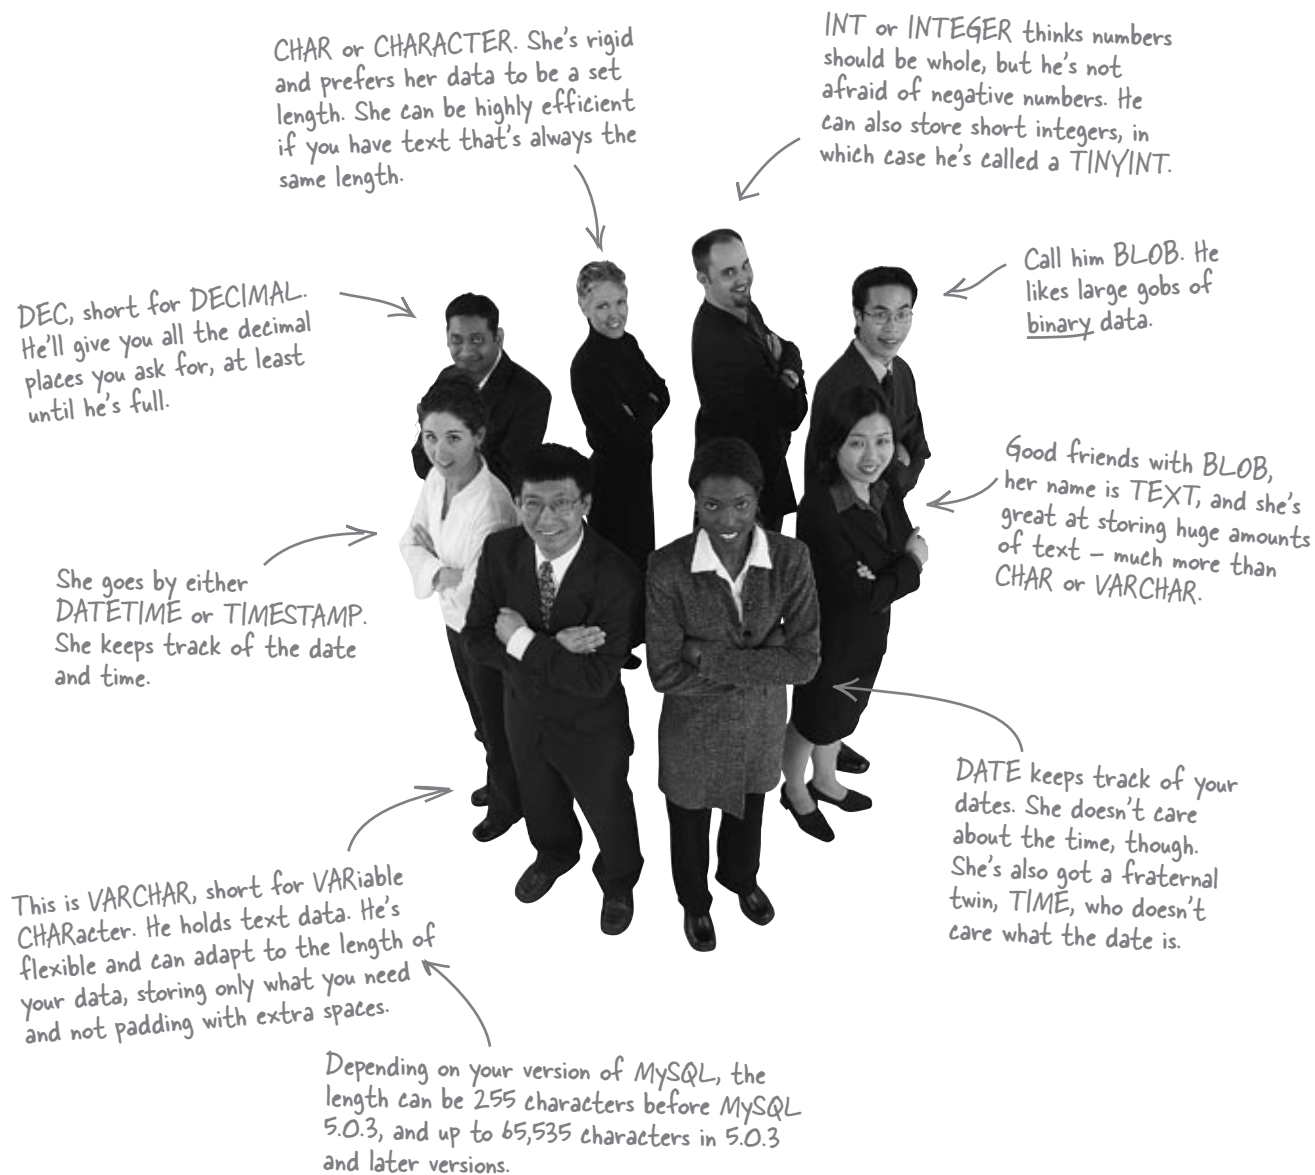 CHAR or CHARACTER. She's rigid
and prefers her data to be a set
length. She can be highly efficient
if you have text that's always the
same length.
INT or INTEGER thinks numbers
should be whole, but he's not
afraid of negative numbers. He
can also store short integers, in
which case he's called a TINYINT.
DEC, short for DECIMAL.
He'll give you all the decimal
places you ask for, at least
until he's full.
Call him BLOB. He
likes large gobs of
binary data.
Good friends with BLOB,
her name is TEXT, and she's
great at storing huge amounts
of text – much more than
CHAR or VARCHAR.
She goes by either
DATETIME or TIMESTAMP.
She keeps track of the date
and time.
DATE keeps track of your
dates. She doesn't care
about the time, though.
She's also got a fraternal
twin, TIME, who doesn't
care what the date is.
This is VARCHAR, short for VARiable
CHARacter. He holds text data. He's
flexible and can adapt to the length of
your data, storing only what you need
and not padding with extra spaces.
Depending on your version of MySQL, the
length can be 255 characters before MySQL
5.0.3, and up to 65,535 characters in 5.0.3
and later versions.